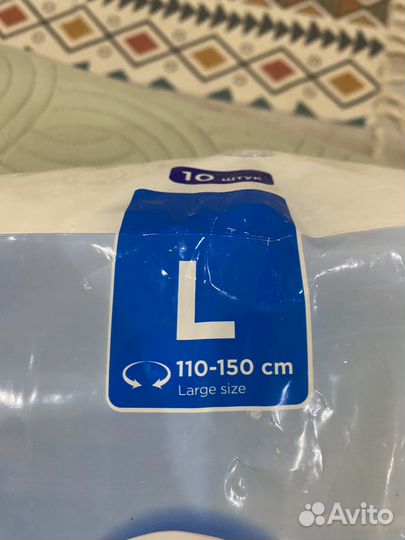 10 штук
L
110-150 cm
Large size
Avito